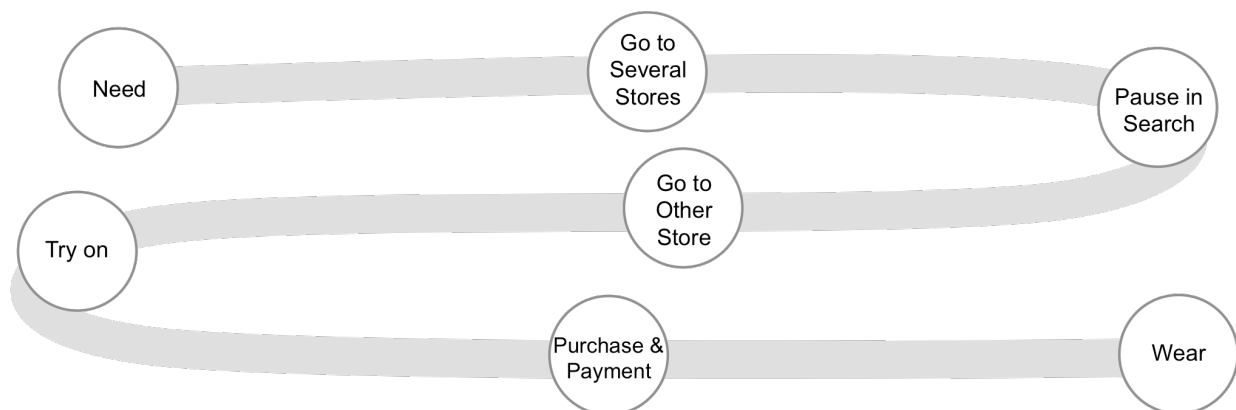 Need
Go to
Several
Stores
Pause in
Search
Go to
Other
Store
Try on
Purchase &
Payment
Wear